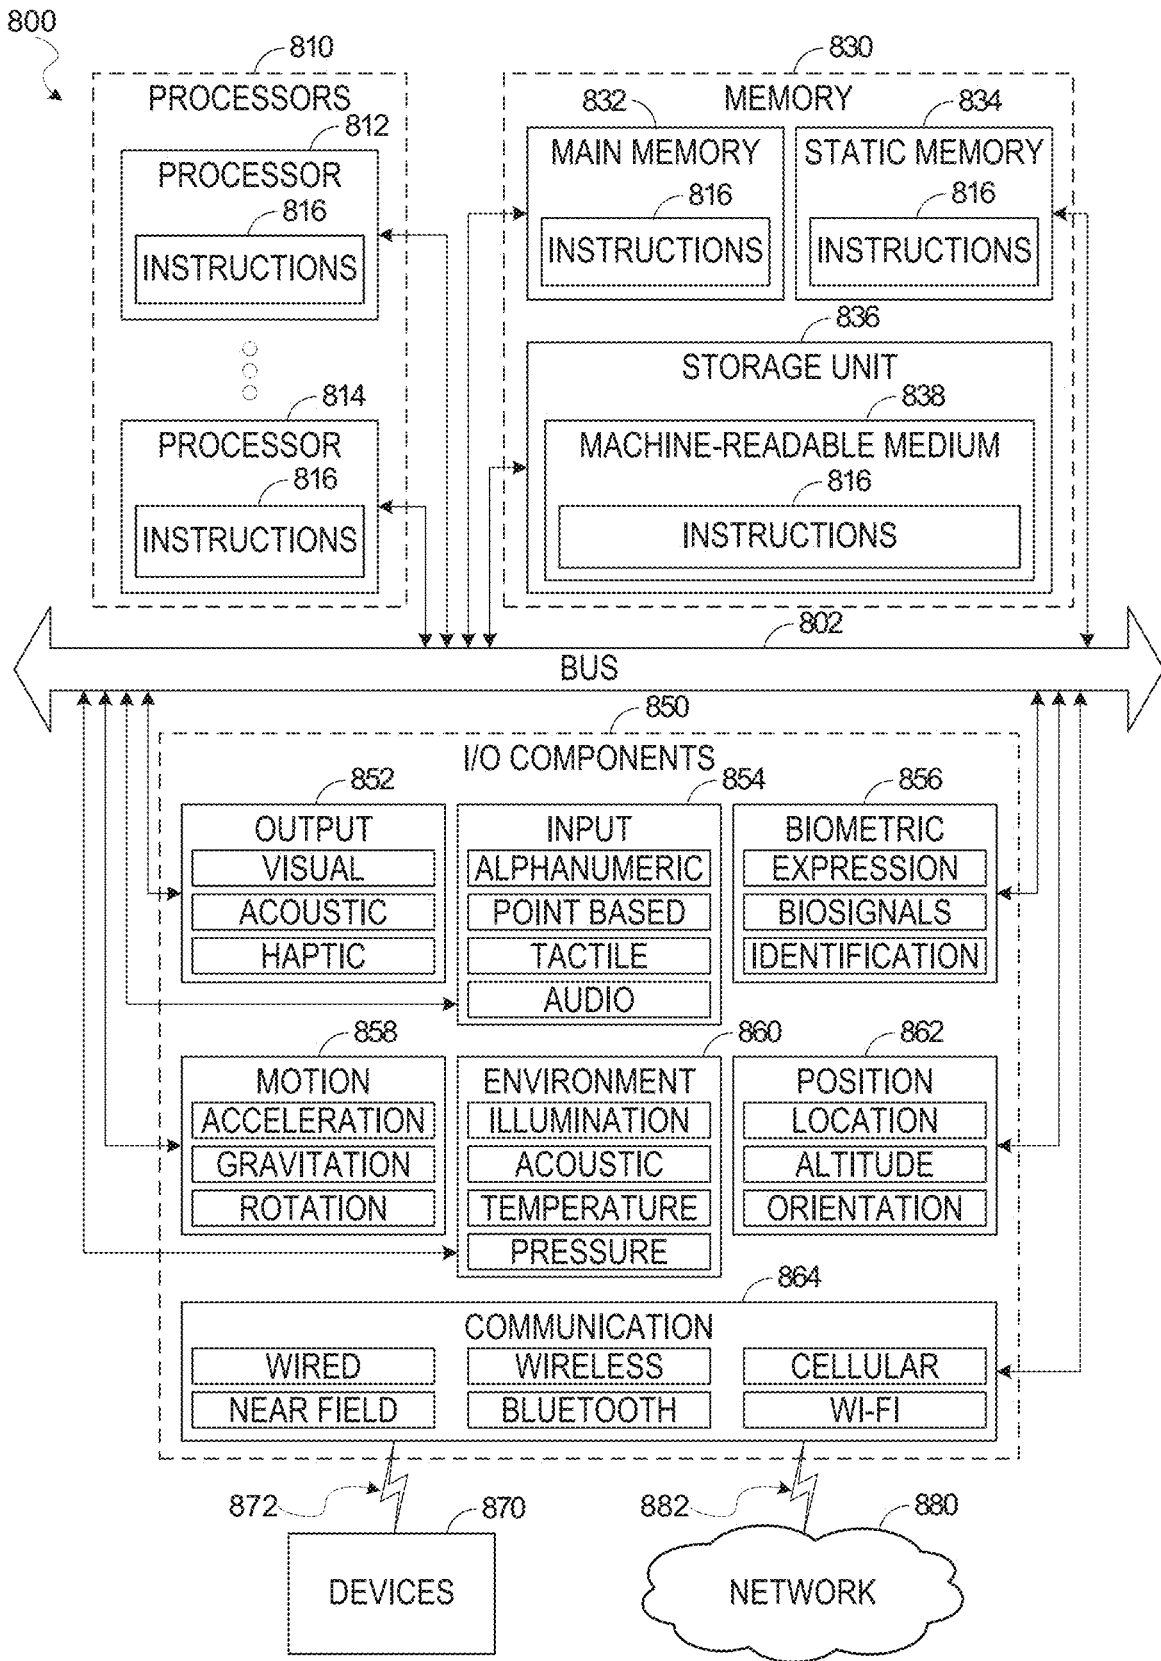 800
810
830
PROCESSORS
MEMORY
812
832
834
PROCESSOR
MAIN MEMORY
STATIC MEMORY
816
816
816
INSTRUCTIONS
INSTRUCTIONS
INSTRUCTIONS
836
STORAGE UNIT
814
838
PROCESSOR
MACHINE-READABLE MEDIUM
816
816
INSTRUCTIONS
INSTRUCTIONS
802
BUS
850
I/O COMPONENTS
852
854
856
OUTPUT
INPUT
BIOMETRIC
VISUAL
ALPHANUMERIC
EXPRESSION
ACOUSTIC
POINT BASED
BIOSIGNALS
HAPTIC
TACTILE
IDENTIFICATION
AUDIO
858
860
862
MOTION
ENVIRONMENT
POSITION
ACCELERATION
ILLUMINATION
LOCATION
GRAVITATION
ACOUSTIC
ALTITUDE
ROTATION
TEMPERATURE
ORIENTATION
PRESSURE
864
COMMUNICATION
WIRED
WIRELESS
CELLULAR
NEAR FIELD
BLUETOOTH
WI-FI
872
870
882
880
DEVICES
NETWORK